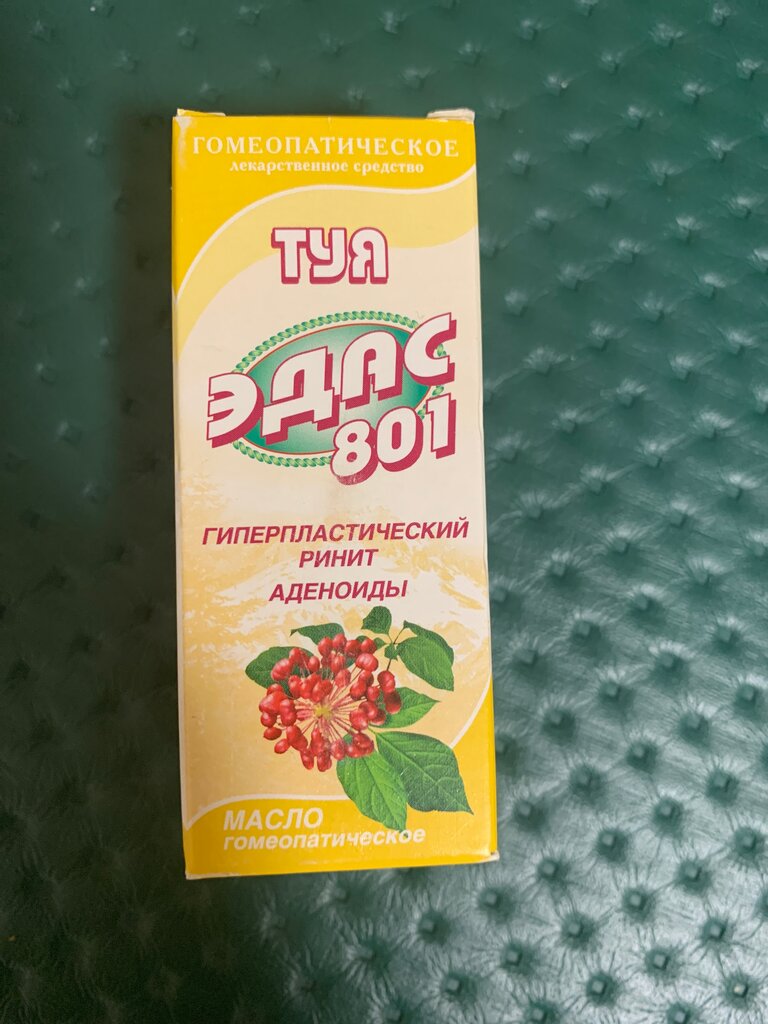 ГОМЕОПАТИЧЕСКОЕ
лекарственное средство
ТУЯ
ЭДАС
801
ГИПЕРПЛАСТИЧЕСКИЙ
РИНИТ
АДЕНОИДЫ
МАСЛО
гомеопатическое